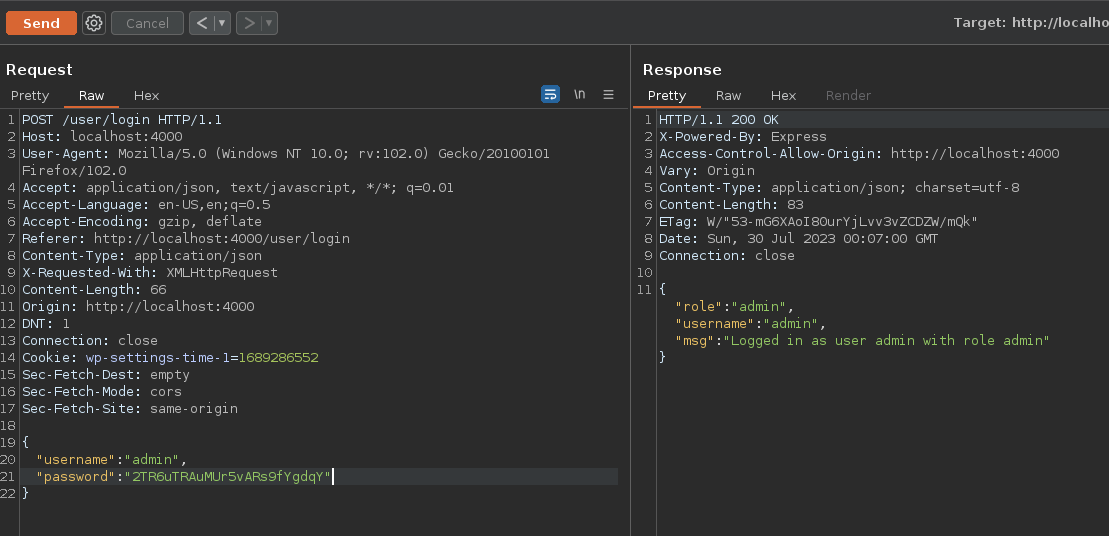 Send Cancel < > Target: http://localho
Request
Pretty Raw Hex \n
1 POST /user/login HTTP/1.1
2 Host: localhost:4000
3 User-Agent: Mozilla/5.0 (Windows NT 10.0; rv:102.0) Gecko/20100101
Firefox/102.0
4 Accept: application/json, text/javascript, */*; q=0.01
5 Accept-Language: en-US,en;q=0.5
6 Accept-Encoding: gzip, deflate
7 Referer: http://localhost:4000/user/login
8 Content-Type: application/json
9 X-Requested-With: XMLHttpRequest
10 Content-Length: 66
11 Origin: http://localhost:4000
12 DNT: 1
13 Connection: close
14 Cookie: wp-settings-time-1=1689286552
15 Sec-Fetch-Dest: empty
16 Sec-Fetch-Mode: cors
17 Sec-Fetch-Site: same-origin
18
19 {
20 "username":"admin",
21 "password":"2TR6uTRAuMUr5vARs9fYgdqY"
22 }
Response
Pretty Raw Hex Render
1 HTTP/1.1 200 OK
2 X-Powered-By: Express
3 Access-Control-Allow-Origin: http://localhost:4000
4 Vary: Origin
5 Content-Type: application/json; charset=utf-8
6 Content-Length: 83
7 ETag: W/"53-mG6XAoI80urYjLvv3vZCDZW/mQk"
8 Date: Sun, 30 Jul 2023 00:07:00 GMT
9 Connection: close
10
11 {
"role":"admin",
"username":"admin",
"msg":"Logged in as user admin with role admin"
}